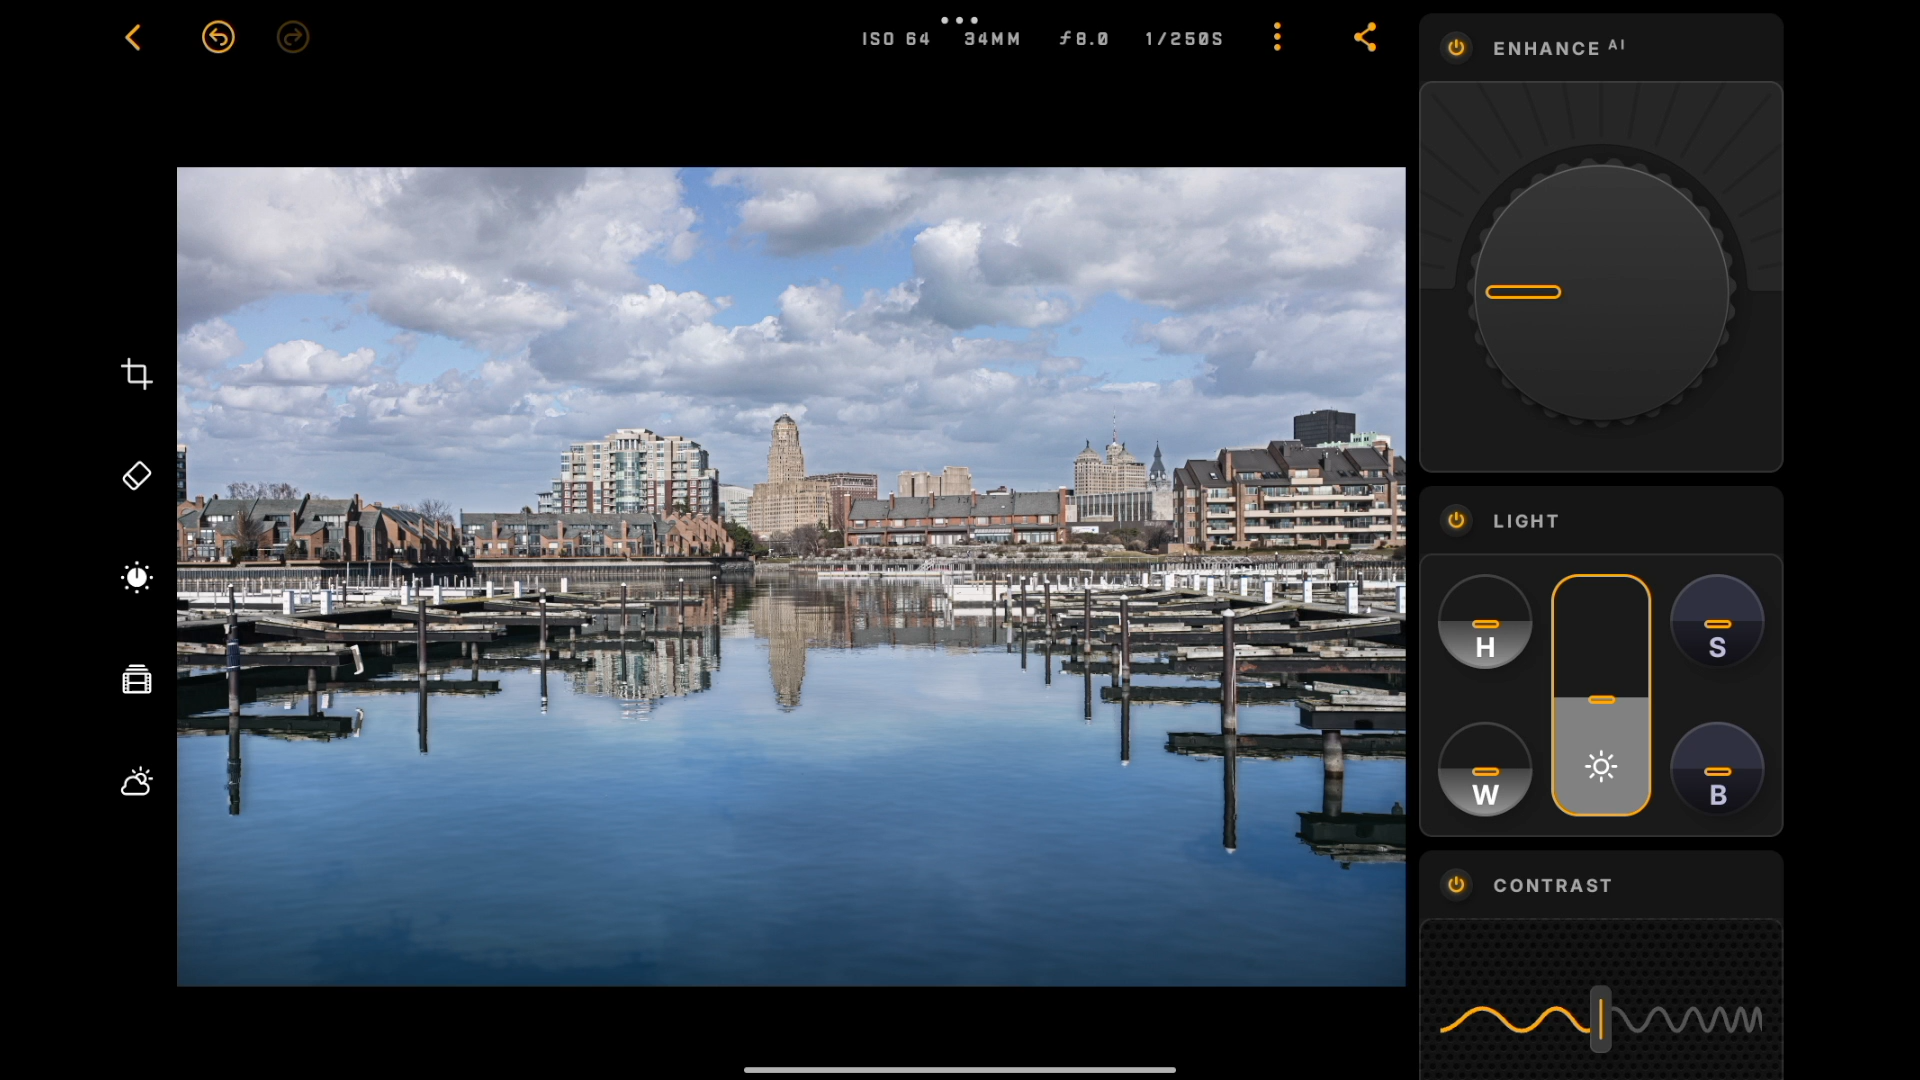 ISO 64 34MM ƒ8.0 1/250S
ENHANCE AI
LIGHT
H
S
W
B
CONTRAST